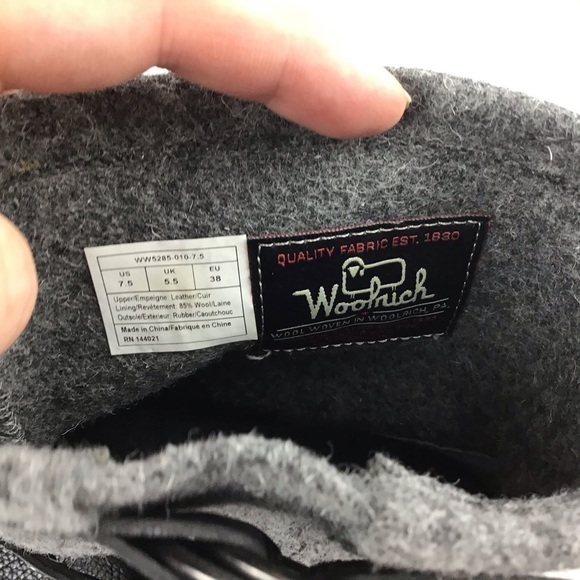 WW5285-010-7.5
US UK EU
7.5 5.5 38
Upper/Empeigne: Leather/Cuir
Lining/Revêtement: 85% Wool/Laine
Outsole/Extérieur: Rubber/Caoutchouc
Made in China/Fabriqué en Chine
RN 144021
QUALITY FABRIC EST. 1830
Woolrich
WOOL WOVEN IN WOOLRICH, PA.